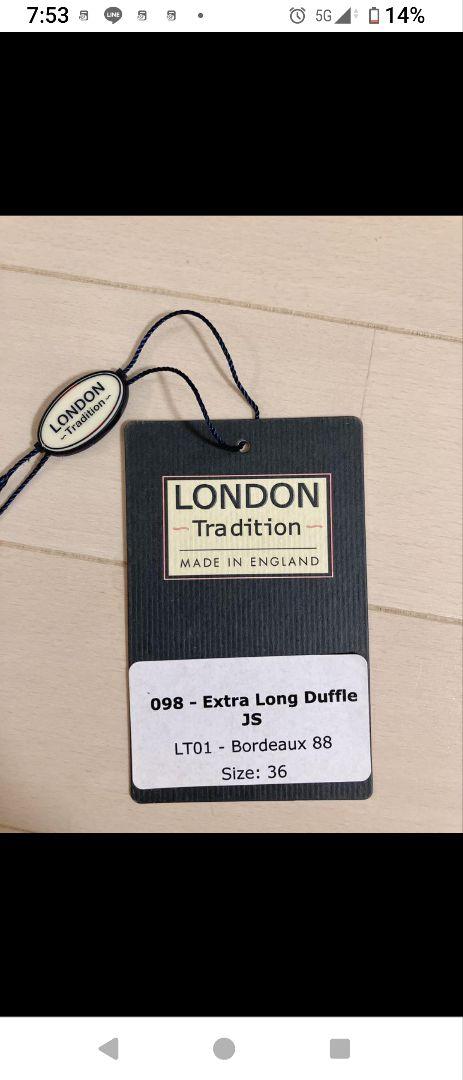 7:53
LINE
5G
14%
LONDON
~Tradition~
LONDON
~ Tradition ~
MADE IN ENGLAND
098 - Extra Long Duffle
JS
LT01 - Bordeaux 88
Size: 36